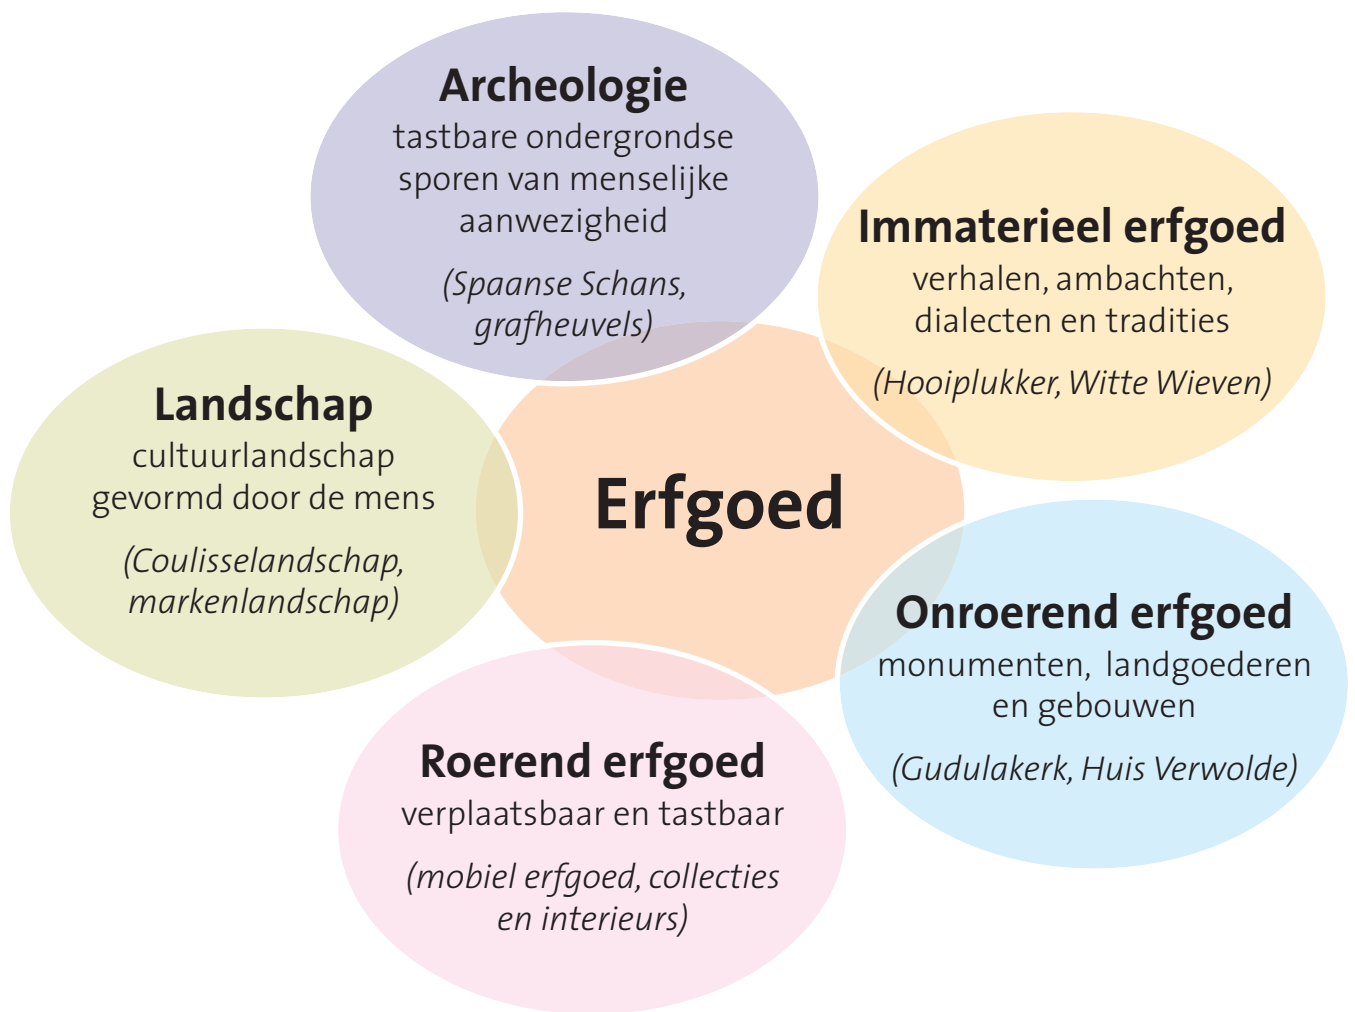 Archeologie
tastbare ondergrondse
sporen van menselijke
aanwezigheid
(Spaanse Schans,
grafheuvels)
Immaterieel erfgoed
verhalen, ambachten,
dialecten en tradities
(Hooiplukker, Witte Wieven)
Landschap
cultuurlandschap
gevormd door de mens
(Coulisselandschap,
markenlandschap)
Erfgoed
Onroerend erfgoed
monumenten, landgoederen
en gebouwen
(Gudulakerk, Huis Verwolde)
Roerend erfgoed
verplaatsbaar en tastbaar
(mobiel erfgoed, collecties
en interieurs)